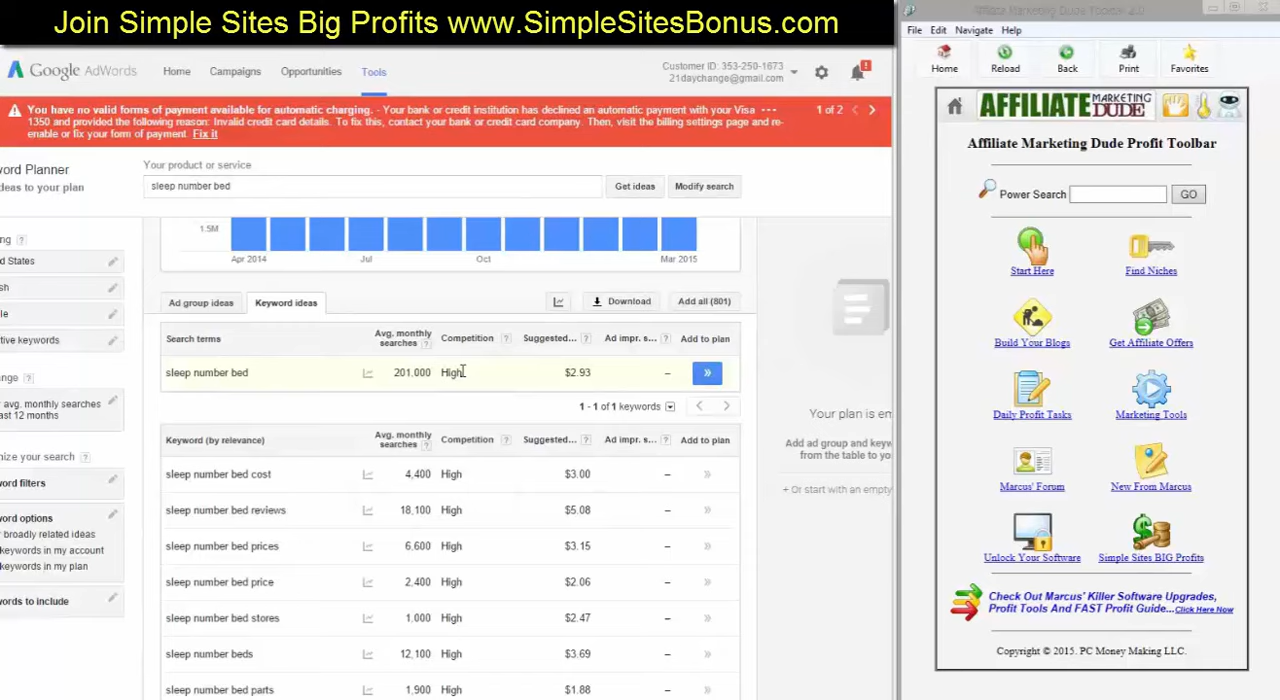 Join Simple Sites Big Profits www.SimpleSitesBonus.com
Affiliate Marketing Dude Toolbar 2.0
File Edit Navigate Help
Home Reload Back Print Favorites
Google AdWords Home Campaigns Opportunities Tools
Customer ID: 353-250-1673
21daychange@gmail.com
1
You have no valid forms of payment available for automatic charging. - Your bank or credit institution has declined an automatic payment with your Visa ---
1350 and provided the following reason: Invalid credit card details. To fix this, contact your bank or credit card company. Then, visit the billing settings page and re-
enable or fix your form of payment. Fix it
1 of 2
word Planner
deas to your plan
Your product or service
sleep number bed Get ideas Modify search
ng ?
d States
sh
le
tive keywords
nge ?
r avg. monthly searches
ast 12 months
mize your search ?
ord filters
ord options
broadly related ideas
keywords in my account
keywords in my plan
ords to include
1.5M
Apr 2014 Jul Oct Mar 2015
Ad group ideas Keyword ideas Download Add all (801)
Search terms Avg. monthly searches ? Competition ? Suggested... ? Ad impr. s... ? Add to plan
sleep number bed 201,000 High $2.93 – »
1 - 1 of 1 keywords
Keyword (by relevance) Avg. monthly searches ? Competition ? Suggested... ? Ad impr. s... ? Add to plan
sleep number bed cost 4,400 High $3.00 – »
sleep number bed reviews 18,100 High $5.08 – »
sleep number bed prices 6,600 High $3.15 – »
sleep number bed price 2,400 High $2.06 – »
sleep number bed stores 1,000 High $2.47 – »
sleep number beds 12,100 High $3.69 – »
sleep number bed parts 1,900 High $1.88 – »
Your plan is em
Add ad group and keyw
from the table to yo
+ Or start with an empty
AFFILIATE MARKETING DUDE
Affiliate Marketing Dude Profit Toolbar
Power Search GO
Start Here Find Niches
Build Your Blogs Get Affiliate Offers
Daily Profit Tasks Marketing Tools
Marcus' Forum New From Marcus
Unlock Your Software Simple Sites BIG Profits
Check Out Marcus' Killer Software Upgrades,
Profit Tools And FAST Profit Guide...Click Here Now
Copyright © 2015. PC Money Making LLC.